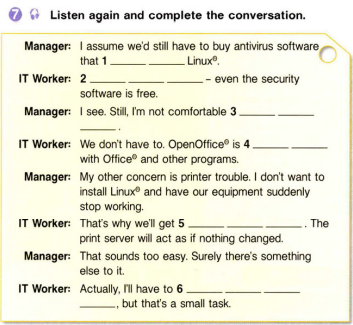 7 Listen again and complete the conversation.
Manager: I assume we'd still have to buy antivirus software
that 1 ______ ______ Linux®.
IT Worker: 2 ______ ______ ______ – even the security
software is free.
Manager: I see. Still, I'm not comfortable 3 ______ ______
______ .
IT Worker: We don't have to. OpenOffice® is 4 ______ ______
with Office® and other programs.
Manager: My other concern is printer trouble. I don't want to
install Linux® and have our equipment suddenly
stop working.
IT Worker: That's why we'll get 5 ______ ______ ______ . The
print server will act as if nothing changed.
Manager: That sounds too easy. Surely there's something
else to it.
IT Worker: Actually, I'll have to 6 ______ ______ ______
______, but that's a small task.